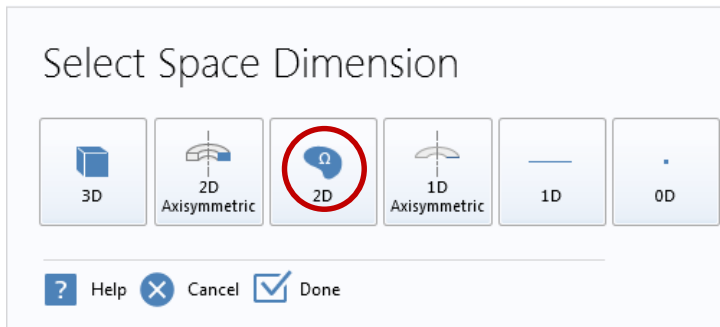 Select Space Dimension
3D
2D
Axisymmetric
Ω
2D
1D
Axisymmetric
1D
0D
? Help Cancel Done